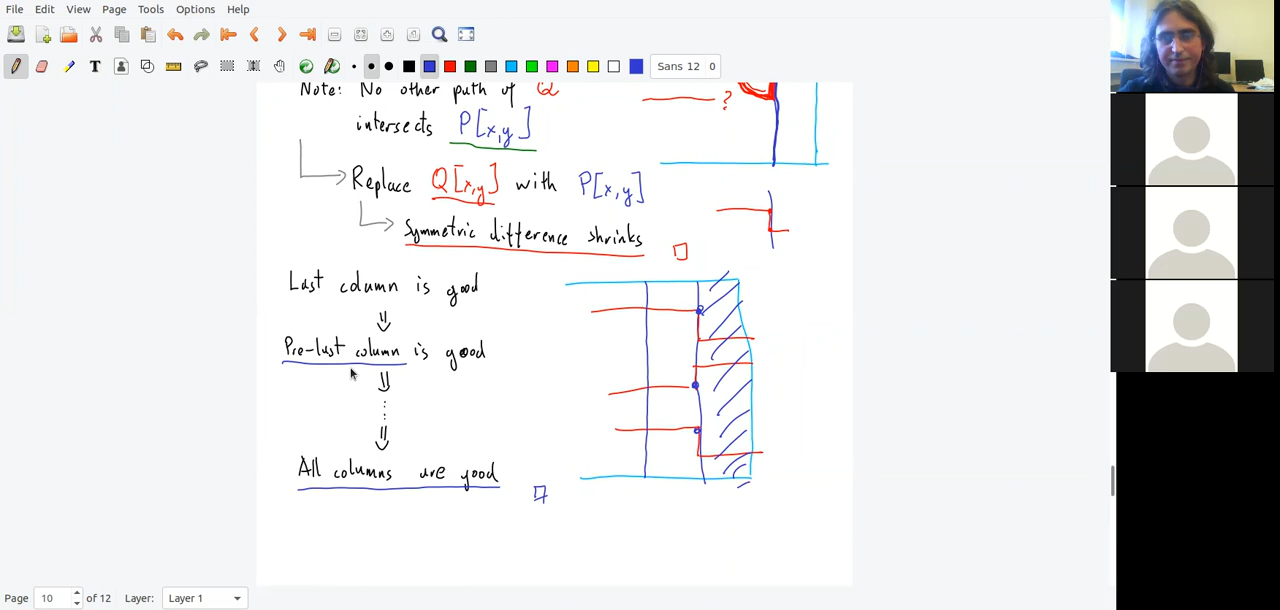 File Edit View Page Tools Options Help
Sans 12 0
Note: No other path of Q
intersects P[x,y]
Replace Q[x,y] with P[x,y]
Symmetric difference shrinks
?
Last column is good
⇓
Pre-last column is good
⇓
⋮
⇓
All columns are good
Page 10 of 12 Layer: Layer 1